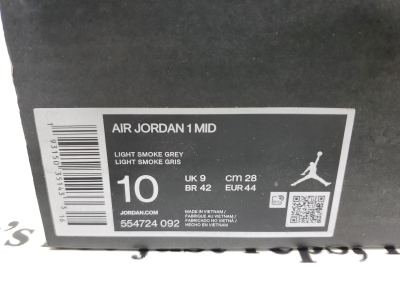 AIR JORDAN 1 MID
LIGHT SMOKE GREY
LIGHT SMOKE GRIS
10
UK 9
cm 28
BR 42
EUR 44
JORDAN.COM
554724 092
MADE IN VIETNAM /
FABRIQUÉ AU VIETNAM /
FABRICADO NO VIETNA /
HECHO EN VIETNAM